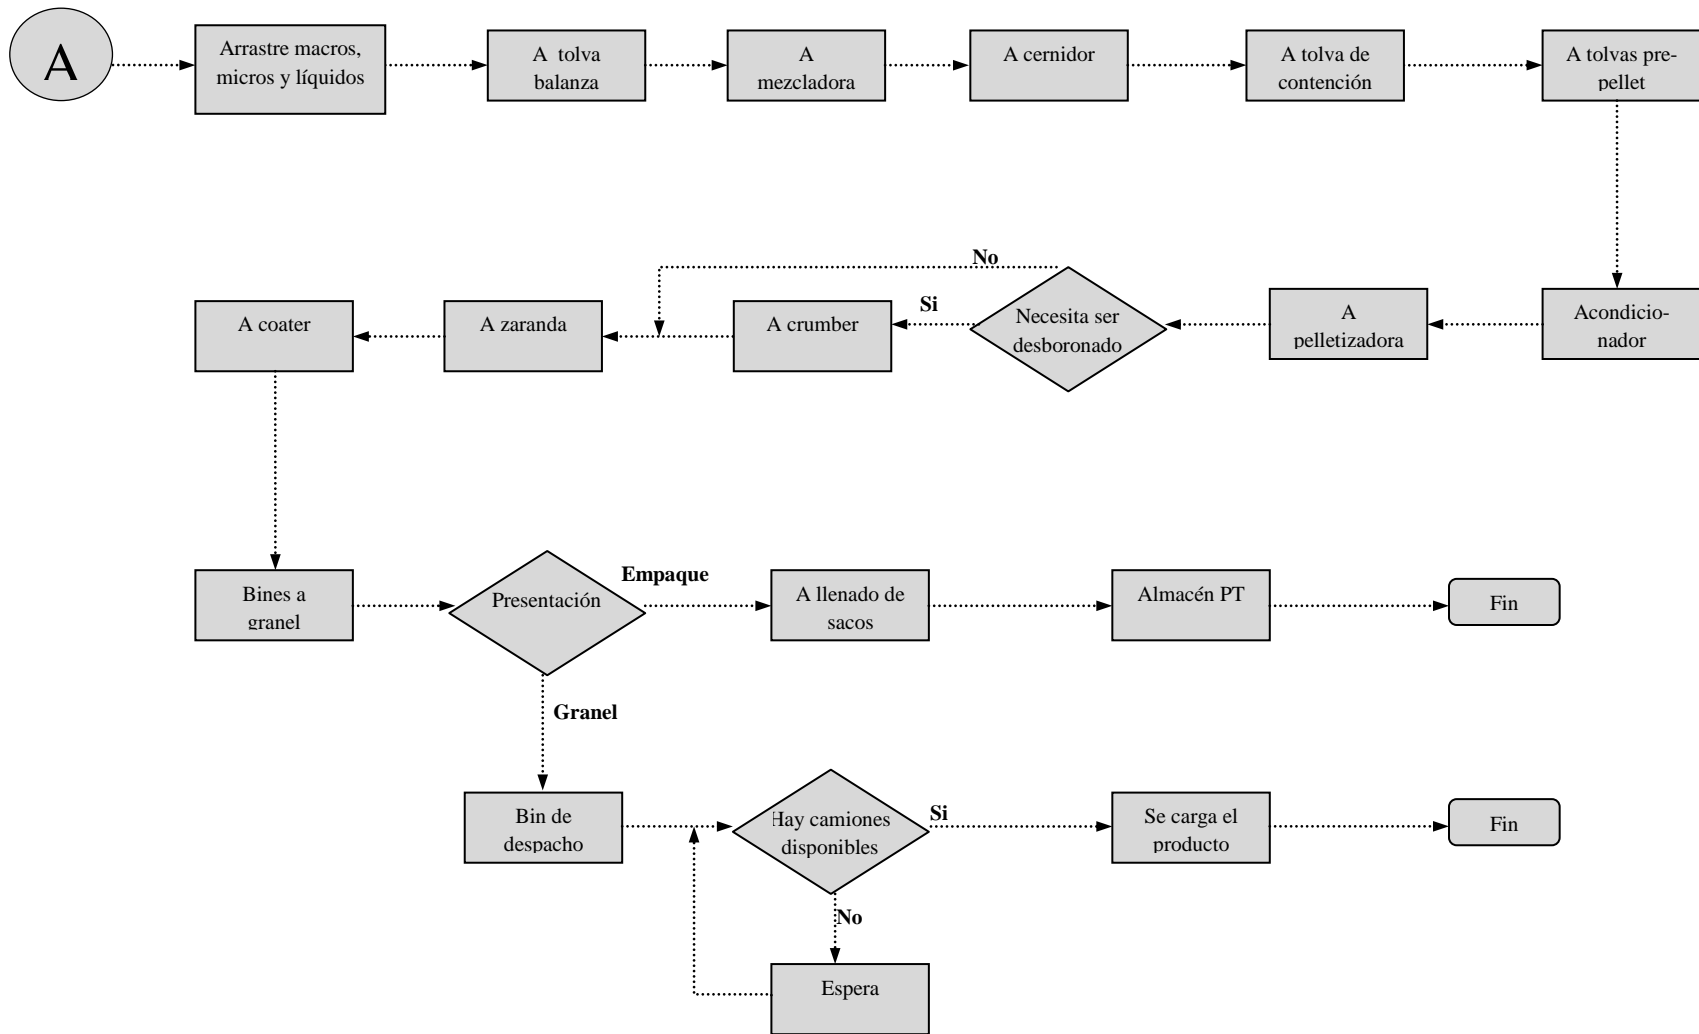 A
Arrastre macros,
micros y líquidos
A tolva
balanza
A
mezcladora
A cernidor
A tolva de
contención
A tolvas pre-
pellet
No
Si
A coater
A zaranda
A crumber
Necesita ser
desboronado
A
pelletizadora
Acondicio-
nador
Bines a
granel
Presentación
Empaque
A llenado de
sacos
Almacén PT
Fin
Granel
Bin de
despacho
Hay camiones
disponibles
Si
Se carga el
producto
Fin
No
Espera